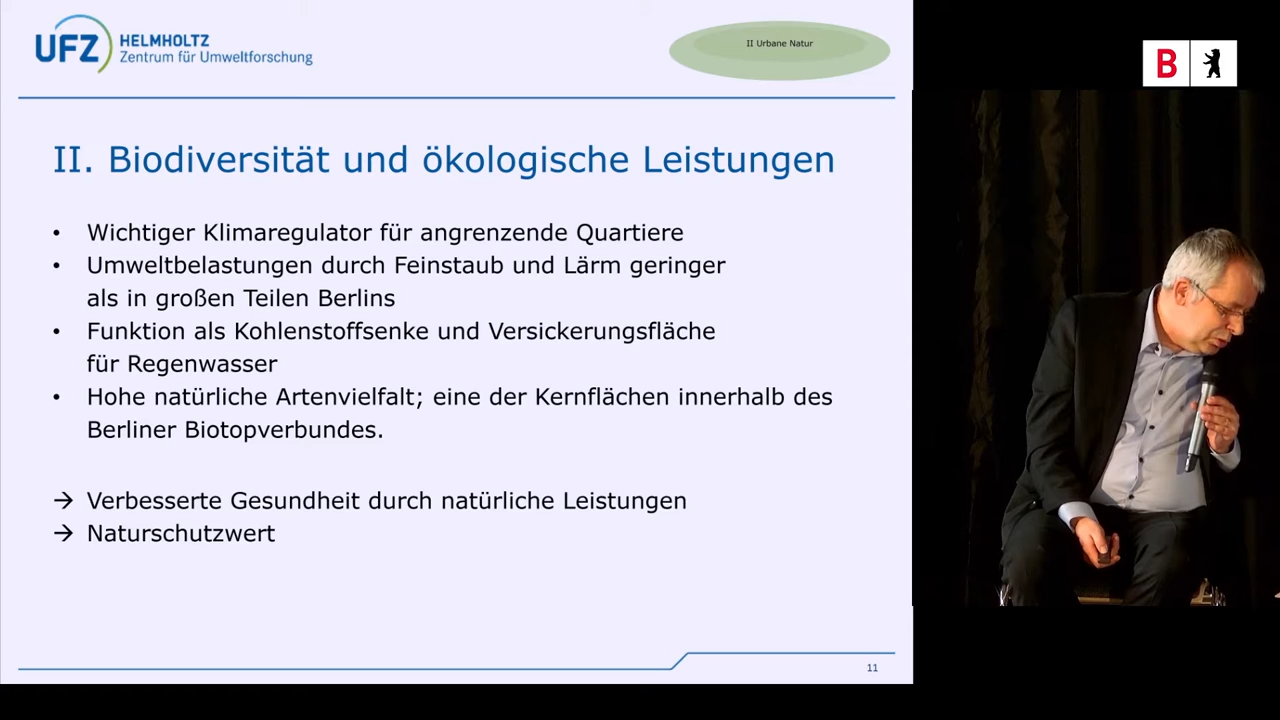 UFZ HELMHOLTZ
Zentrum für Umweltforschung
II Urbane Natur
B
II. Biodiversität und ökologische Leistungen
• Wichtiger Klimaregulator für angrenzende Quartiere
• Umweltbelastungen durch Feinstaub und Lärm geringer
als in großen Teilen Berlins
• Funktion als Kohlenstoffsenke und Versickerungsfläche
für Regenwasser
• Hohe natürliche Artenvielfalt; eine der Kernflächen innerhalb des
Berliner Biotopverbundes.
→ Verbesserte Gesundheit durch natürliche Leistungen
→ Naturschutzwert
11